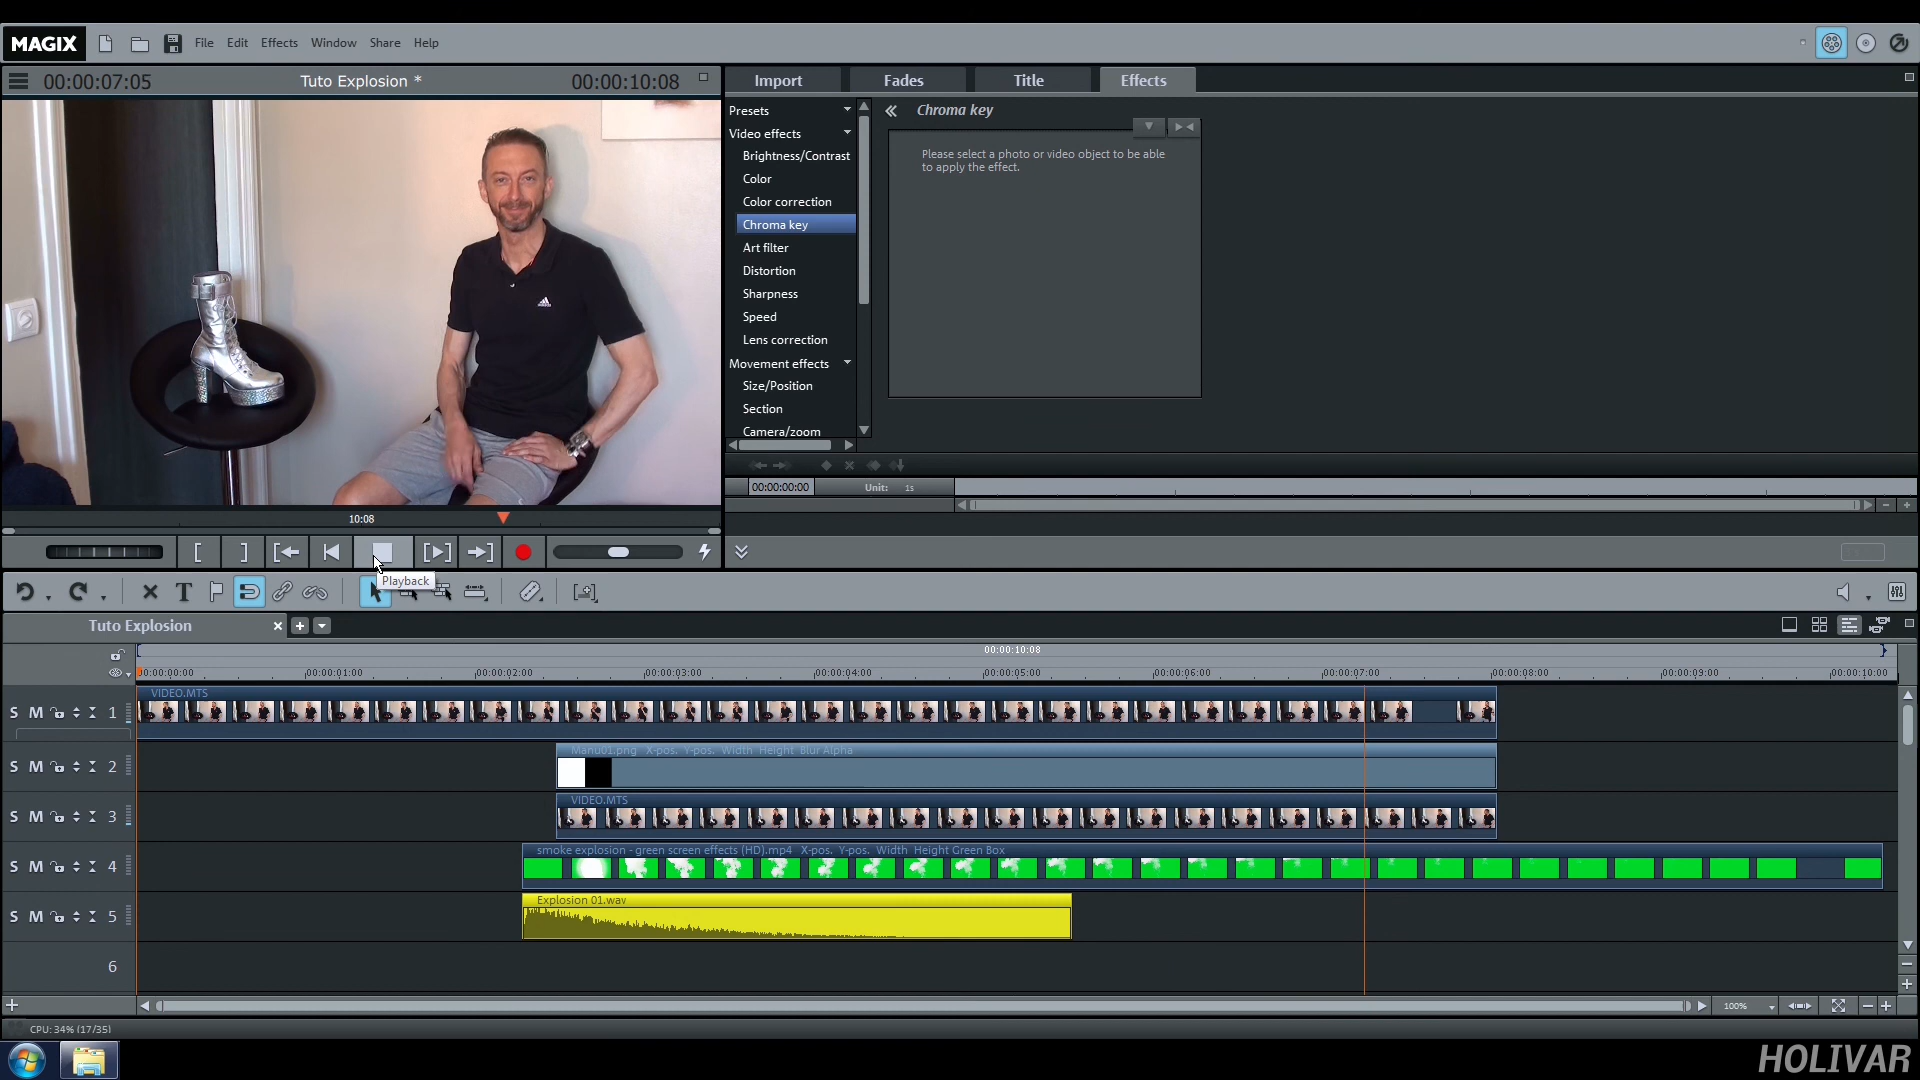 MAGIX File Edit Effects Window Share Help
00:00:07:05 Tuto Explosion * 00:00:10:08
Import Fades Title Effects
Presets
Video effects
Brightness/Contrast
Color
Color correction
Chroma key
Art filter
Distortion
Sharpness
Speed
Lens correction
Movement effects
Size/Position
Section
Camera/zoom
Chroma key
Please select a photo or video object to be able
to apply the effect.
adidas
00:00:00:00 Unit: 1s
10:08
Playback
Tuto Explosion
00:00:10:08
00:00:00:00 00:00:01:00 00:00:02:00 00:00:03:00 00:00:04:00 00:00:05:00 00:00:06:00 00:00:07:00 00:00:08:00 00:00:09:00 00:00:10:00
VIDEO.MTS
S M 1
Manu01.png X-pos. Y-pos. Width Height Blur Alpha
S M 2
VIDEO.MTS
S M 3
smoke explosion - green screen effects (HD).mp4 X-pos. Y-pos. Width Height Green Box
S M 4
Explosion 01.wav
S M 5
6
100%
CPU: 34% (17/35)
HOLIVAR